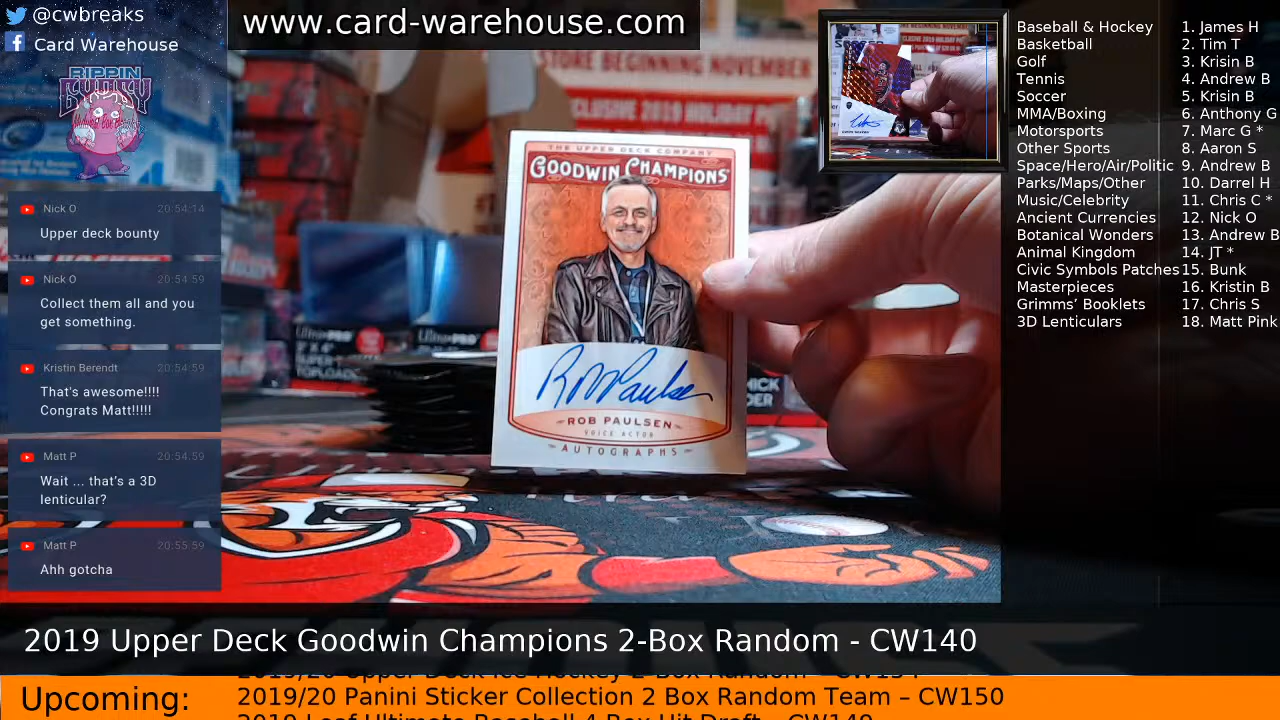 @cwbreaks
Card Warehouse
RIPPIN
www.card-warehouse.com
STORE BEGINNING NOVEMBER
Nick O 20:54:14
Upper deck bounty
Nick O 20:54:59
Collect them all and you
get something.
Kristin Berendt 20:54:59
That's awesome!!!!
Congrats Matt!!!!!
Matt P 20:54:59
Wait ... that's a 3D
lenticular?
Matt P 20:55:59
Ahh gotcha
THE UPPER DECK COMPANY
GOODWIN CHAMPIONS
Rob Paulsen
ROB PAULSEN
VOICE ACTOR
AUTOGRAPHS
Baseball & Hockey 1. James H
Basketball 2. Tim T
Golf 3. Krisin B
Tennis 4. Andrew B
Soccer 5. Krisin B
MMA/Boxing 6. Anthony G
Motorsports 7. Marc G *
Other Sports 8. Aaron S
Space/Hero/Air/Politic 9. Andrew B
Parks/Maps/Other 10. Darrel H
Music/Celebrity 11. Chris C *
Ancient Currencies 12. Nick O
Botanical Wonders 13. Andrew B
Animal Kingdom 14. JT *
Civic Symbols Patches 15. Bunk
Masterpieces 16. Kristin B
Grimms’ Booklets 17. Chris S
3D Lenticulars 18. Matt Pink
2019 Upper Deck Goodwin Champions 2-Box Random - CW140
Upcoming:
2019/20 Panini Sticker Collection 2 Box Random Team – CW150